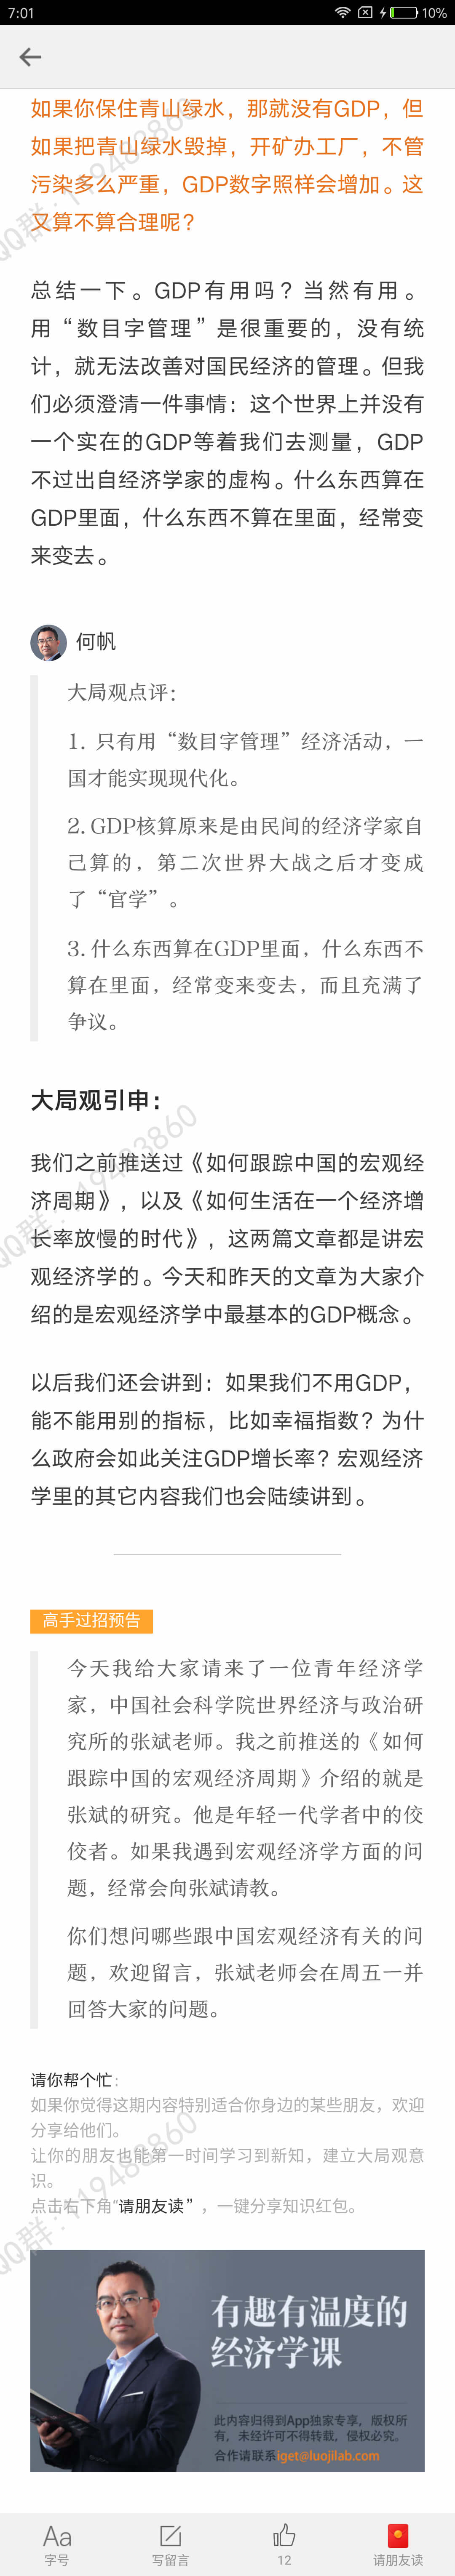 7:01
10%
如果你保住青山绿水，那就没有GDP，但
如果把青山绿水毁掉，开矿办工厂，不管
污染多么严重，GDP数字照样会增加。这
又算不算合理呢？
QQ群：119483860
总结一下。GDP有用吗？当然有用。
用“数目字管理”是很重要的，没有统
计，就无法改善对国民经济的管理。但我
们必须澄清一件事情：这个世界上并没有
一个实在的GDP等着我们去测量，GDP
不过出自经济学家的虚构。什么东西算在
GDP里面，什么东西不算在里面，经常变
来变去。
何帆
大局观点评：
1. 只有用“数目字管理”经济活动，一
国才能实现现代化。
2. GDP核算原来是由民间的经济学家自
己算的，第二次世界大战之后才变成
了“官学”。
3. 什么东西算在GDP里面，什么东西不
算在里面，经常变来变去，而且充满了
争议。
大局观引申：
我们之前推送过《如何跟踪中国的宏观经
济周期》，以及《如何生活在一个经济增
长率放慢的时代》，这两篇文章都是讲宏
观经济学的。今天和昨天的文章为大家介
绍的是宏观经济学中最基本的GDP概念。
QQ群：119483860
以后我们还会讲到：如果我们不用GDP，
能不能用别的指标，比如幸福指数？为什
么政府会如此关注GDP增长率？宏观经济
学里的其它内容我们也会陆续讲到。
高手过招预告
今天我给大家请来了一位青年经济学
家，中国社会科学院世界经济与政治研
究所的张斌老师。我之前推送的《如何
跟踪中国的宏观经济周期》介绍的就是
张斌的研究。他是年轻一代学者中的佼
佼者。如果我遇到宏观经济学方面的问
题，经常会向张斌请教。
你们想问哪些跟中国宏观经济有关的问
题，欢迎留言，张斌老师会在周五一并
回答大家的问题。
请你帮个忙：
如果你觉得这期内容特别适合你身边的某些朋友，欢迎
分享给他们。
让你的朋友也能第一时间学习到新知，建立大局观意
识。
点击右下角“请朋友读”，一键分享知识红包。
QQ群：119483860
有趣有温度的
经济学课
此内容归得到App独家专享，版权所
有，未经许可不得转载，侵权必究。
合作请联系iget@luojilab.com
Aa
字号
写留言
12
请朋友读